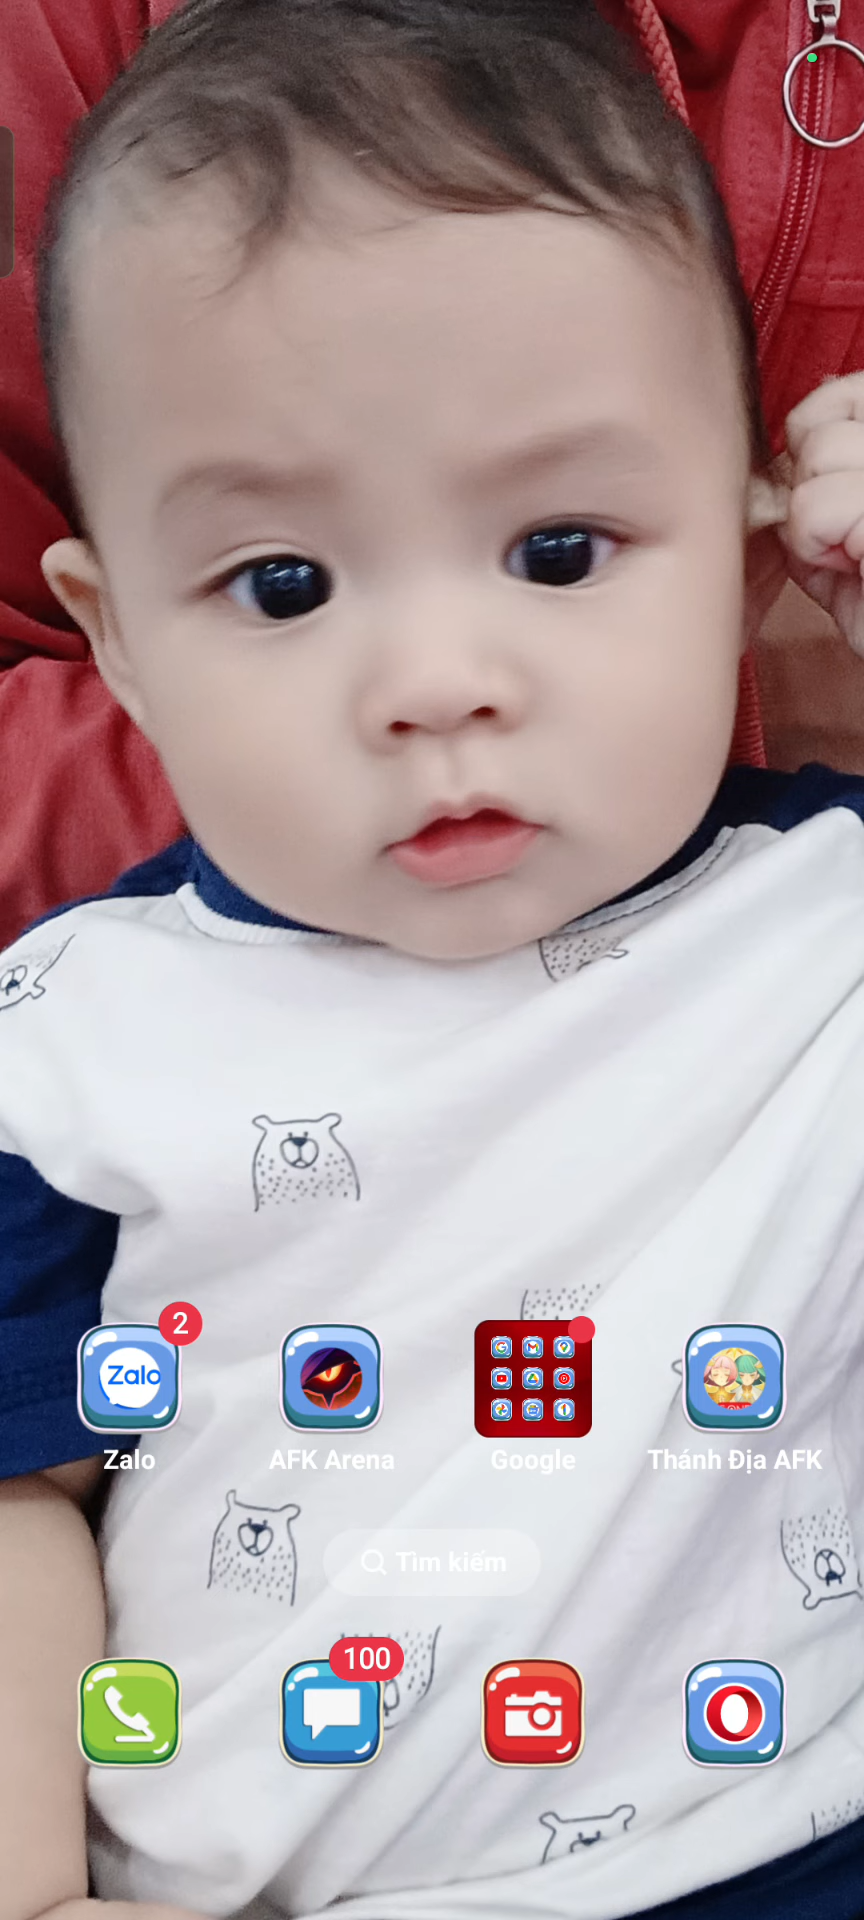 2
Zalo
Zalo
AFK Arena
Google
Thánh Địa AFK
Tìm kiếm
100